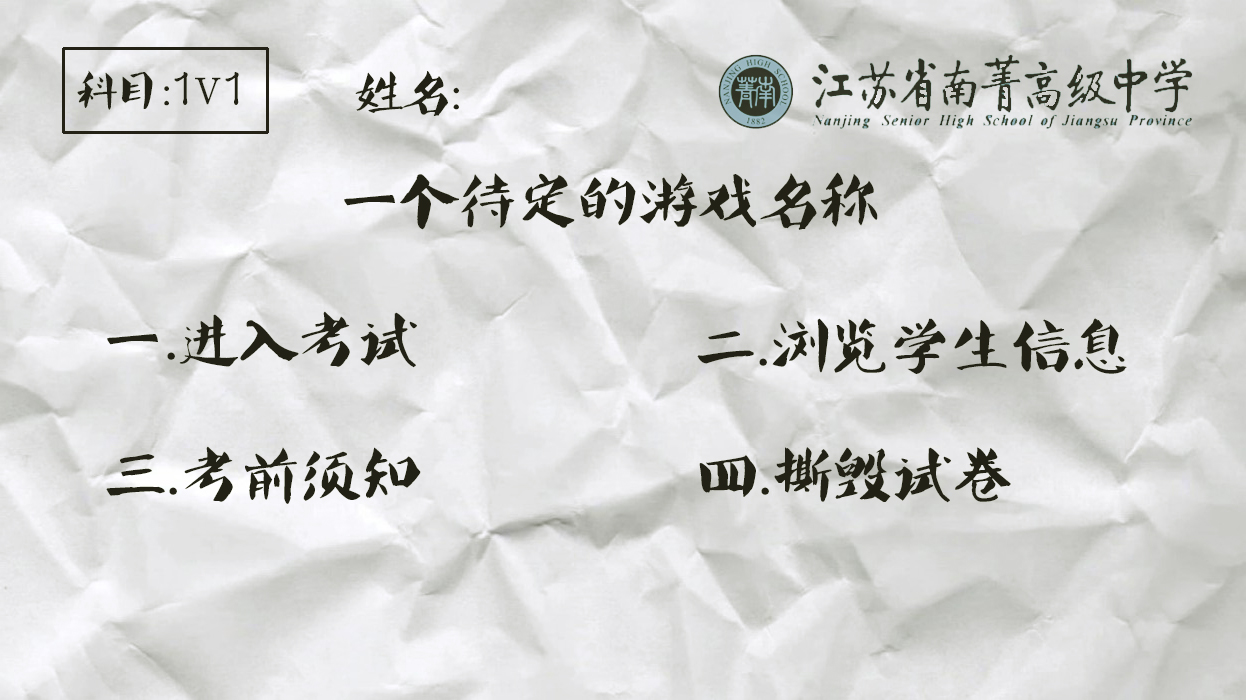 科目:1V1
姓名:
NANJING HIGH SCHOOL
菁南
1882
江苏省南菁高级中学
Nanjing Senior High School of Jiangsu Province
一个待定的游戏名称
一.进入考试
二.浏览学生信息
三.考前须知
四.撕毁试卷